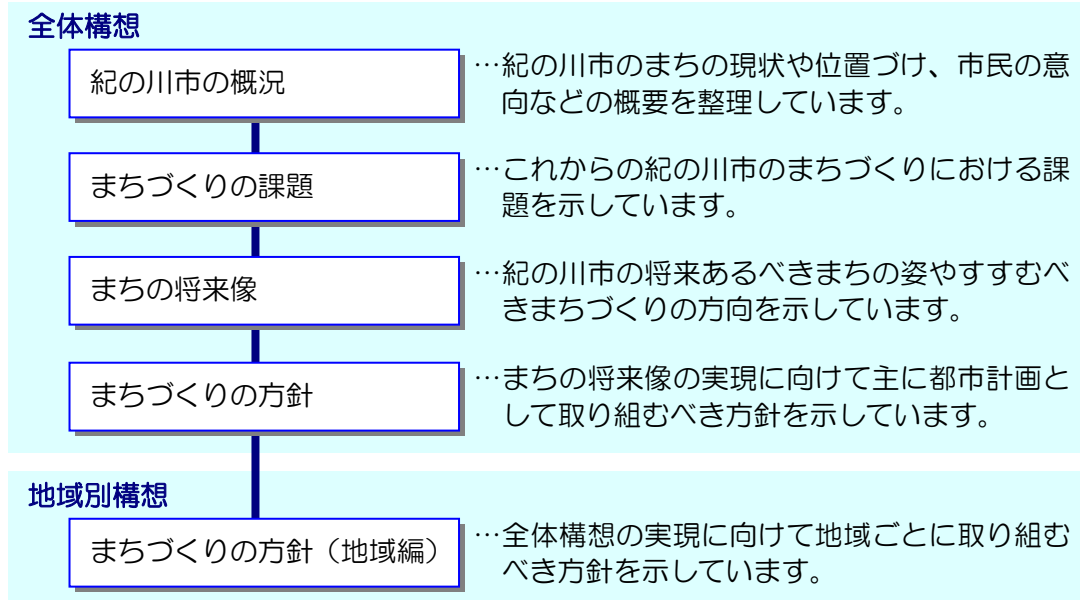 全体構想
紀の川市の概況
…紀の川市のまちの現状や位置づけ、市民の意
向などの概要を整理しています。
まちづくりの課題
…これからの紀の川市のまちづくりにおける課
題を示しています。
まちの将来像
…紀の川市の将来あるべきまちの姿やすすむべ
きまちづくりの方向を示しています。
まちづくりの方針
…まちの将来像の実現に向けて主に都市計画と
して取り組むべき方針を示しています。
地域別構想
まちづくりの方針（地域編）
…全体構想の実現に向けて地域ごとに取り組む
べき方針を示しています。